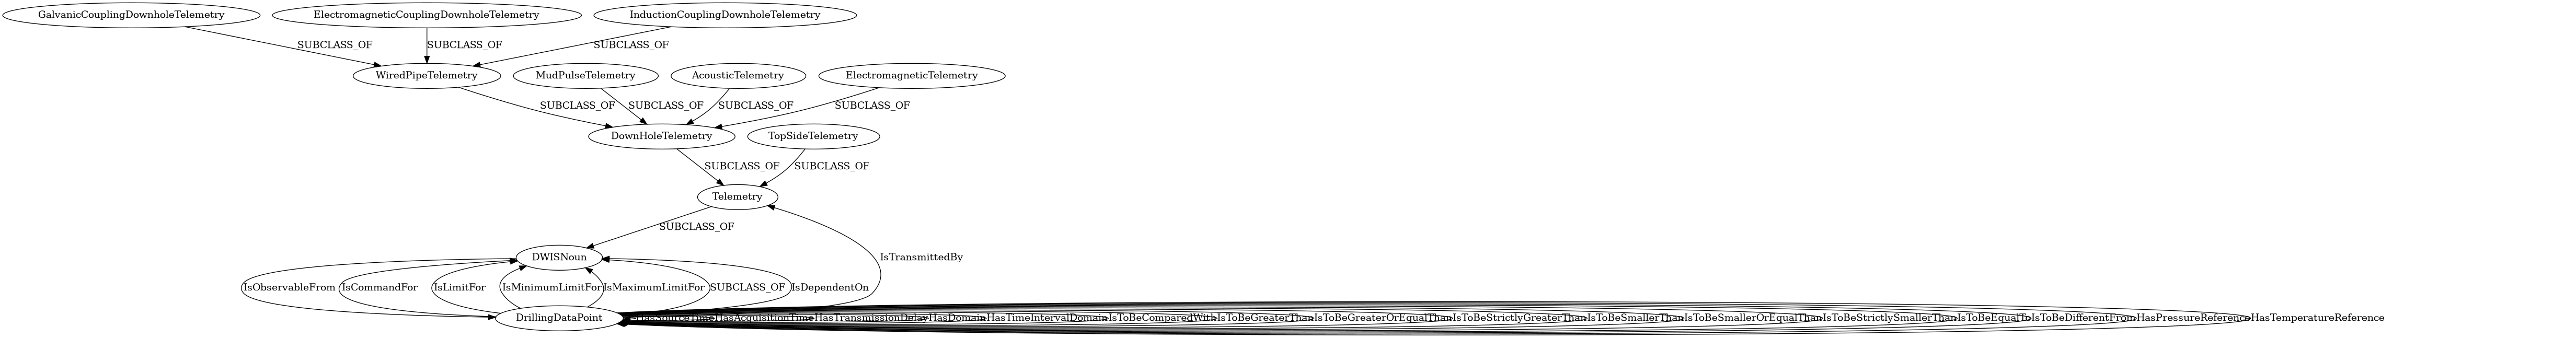 GalvanicCouplingDownholeTelemetry ElectromagneticCouplingDownholeTelemetry InductionCouplingDownholeTelemetry
SUBCLASS_OF SUBCLASS_OF SUBCLASS_OF
WiredPipeTelemetry MudPulseTelemetry AcousticTelemetry ElectromagneticTelemetry
SUBCLASS_OF SUBCLASS_OF SUBCLASS_OF SUBCLASS_OF
DownHoleTelemetry TopSideTelemetry
SUBCLASS_OF SUBCLASS_OF
Telemetry
SUBCLASS_OF
DWISNoun IsTransmittedBy
IsObservableFrom IsCommandFor IsLimitFor IsMinimumLimitFor IsMaximumLimitFor SUBCLASS_OF IsDependentOn
DrillingDataPoint HasSourceTime HasAcquisitionTime HasTransmissionDelay HasDomain HasTimeIntervalDomain IsToBeComparedWith IsToBeGreaterThan IsToBeGreaterOrEqualThan IsToBeStrictlyGreaterThan IsToBeSmallerThan IsToBeSmallerOrEqualThan IsToBeStrictlySmallerThan IsToBeEqualTo IsToBeDifferentFrom HasPressureReference HasTemperatureReference